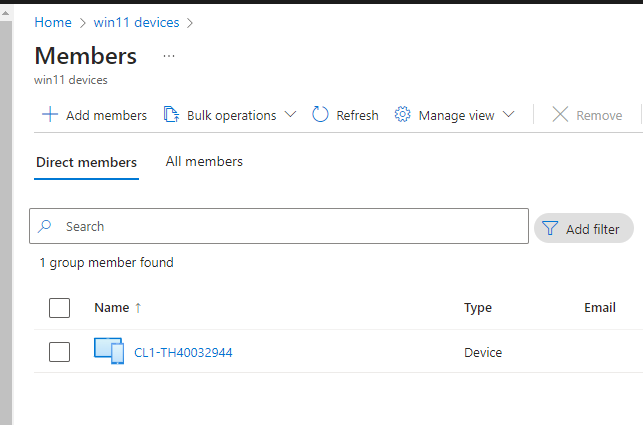 Home > win11 devices >
Members ...
win11 devices
Add members Bulk operations Refresh Manage view Remove
Direct members All members
Search Add filter
1 group member found
Name ↑ Type Email
CL1-TH40032944 Device